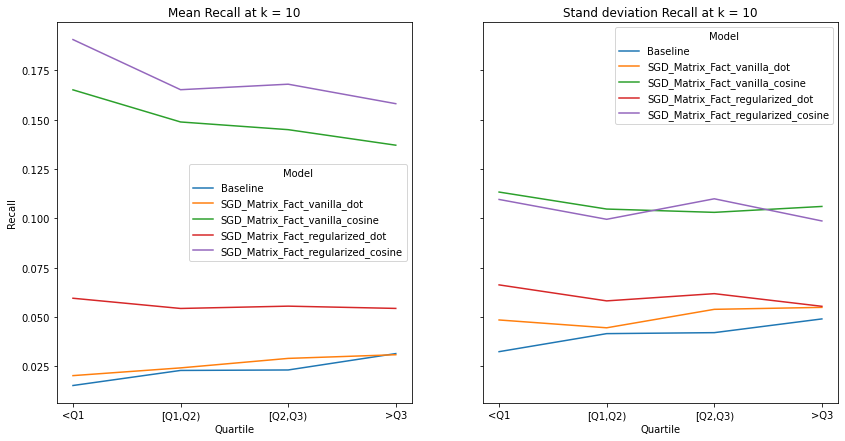 Mean Recall at k = 10
Recall
0.175
0.150
0.125
0.100
0.075
0.050
0.025
Model
Baseline
SGD_Matrix_Fact_vanilla_dot
SGD_Matrix_Fact_vanilla_cosine
SGD_Matrix_Fact_regularized_dot
SGD_Matrix_Fact_regularized_cosine
<Q1
[Q1,Q2)
[Q2,Q3)
>Q3
Quartile
Stand deviation Recall at k = 10
Model
Baseline
SGD_Matrix_Fact_vanilla_dot
SGD_Matrix_Fact_vanilla_cosine
SGD_Matrix_Fact_regularized_dot
SGD_Matrix_Fact_regularized_cosine
<Q1
[Q1,Q2)
[Q2,Q3)
>Q3
Quartile